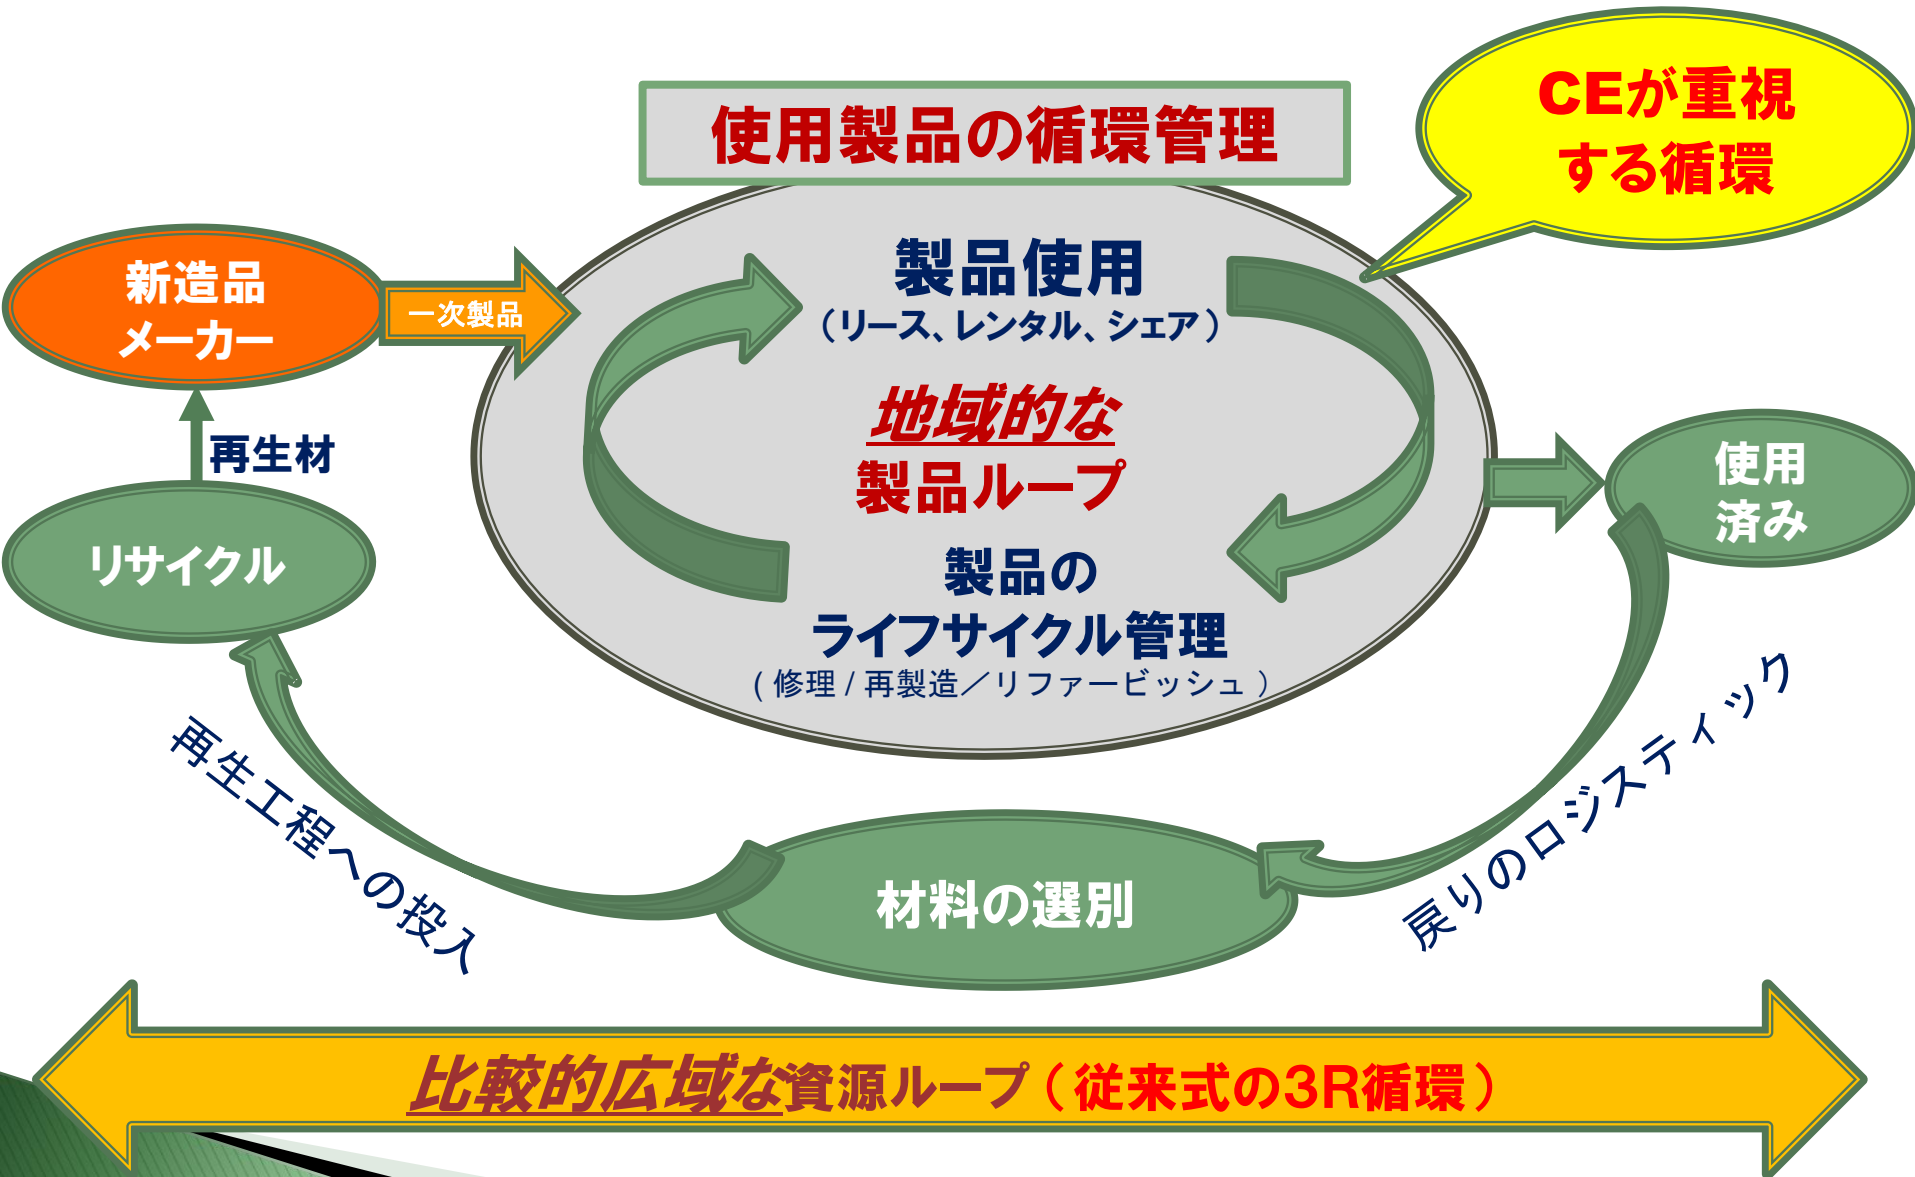 使用製品の循環管理
CEが重視
する循環
新造品
メーカー
一次製品
製品使用
（リース、レンタル、シェア）
地域的な
製品ループ
製品の
ライフサイクル管理
( 修理 / 再製造／リファービッシュ ）
再生材
リサイクル
使用
済み
再生工程への投入
材料の選別
戻りのロジスティック
比較的広域な資源ループ（従来式の3R循環）